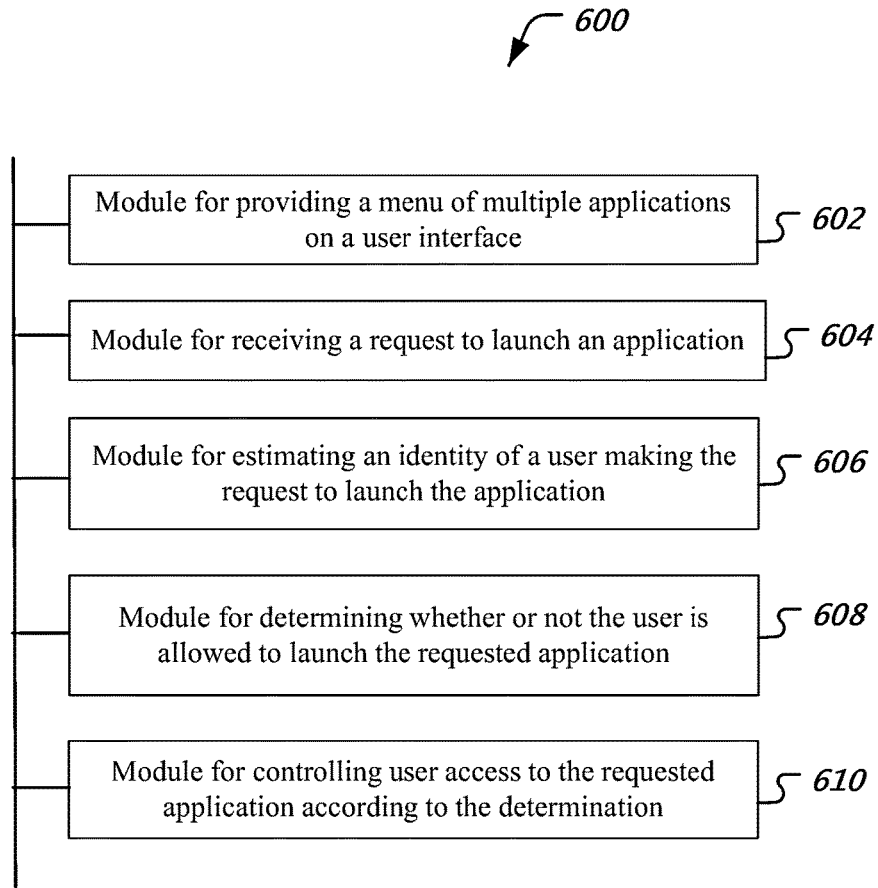 600
Module for providing a menu of multiple applications
on a user interface
602
Module for receiving a request to launch an application
604
Module for estimating an identity of a user making the
request to launch the application
606
Module for determining whether or not the user is
allowed to launch the requested application
608
Module for controlling user access to the requested
application according to the determination
610